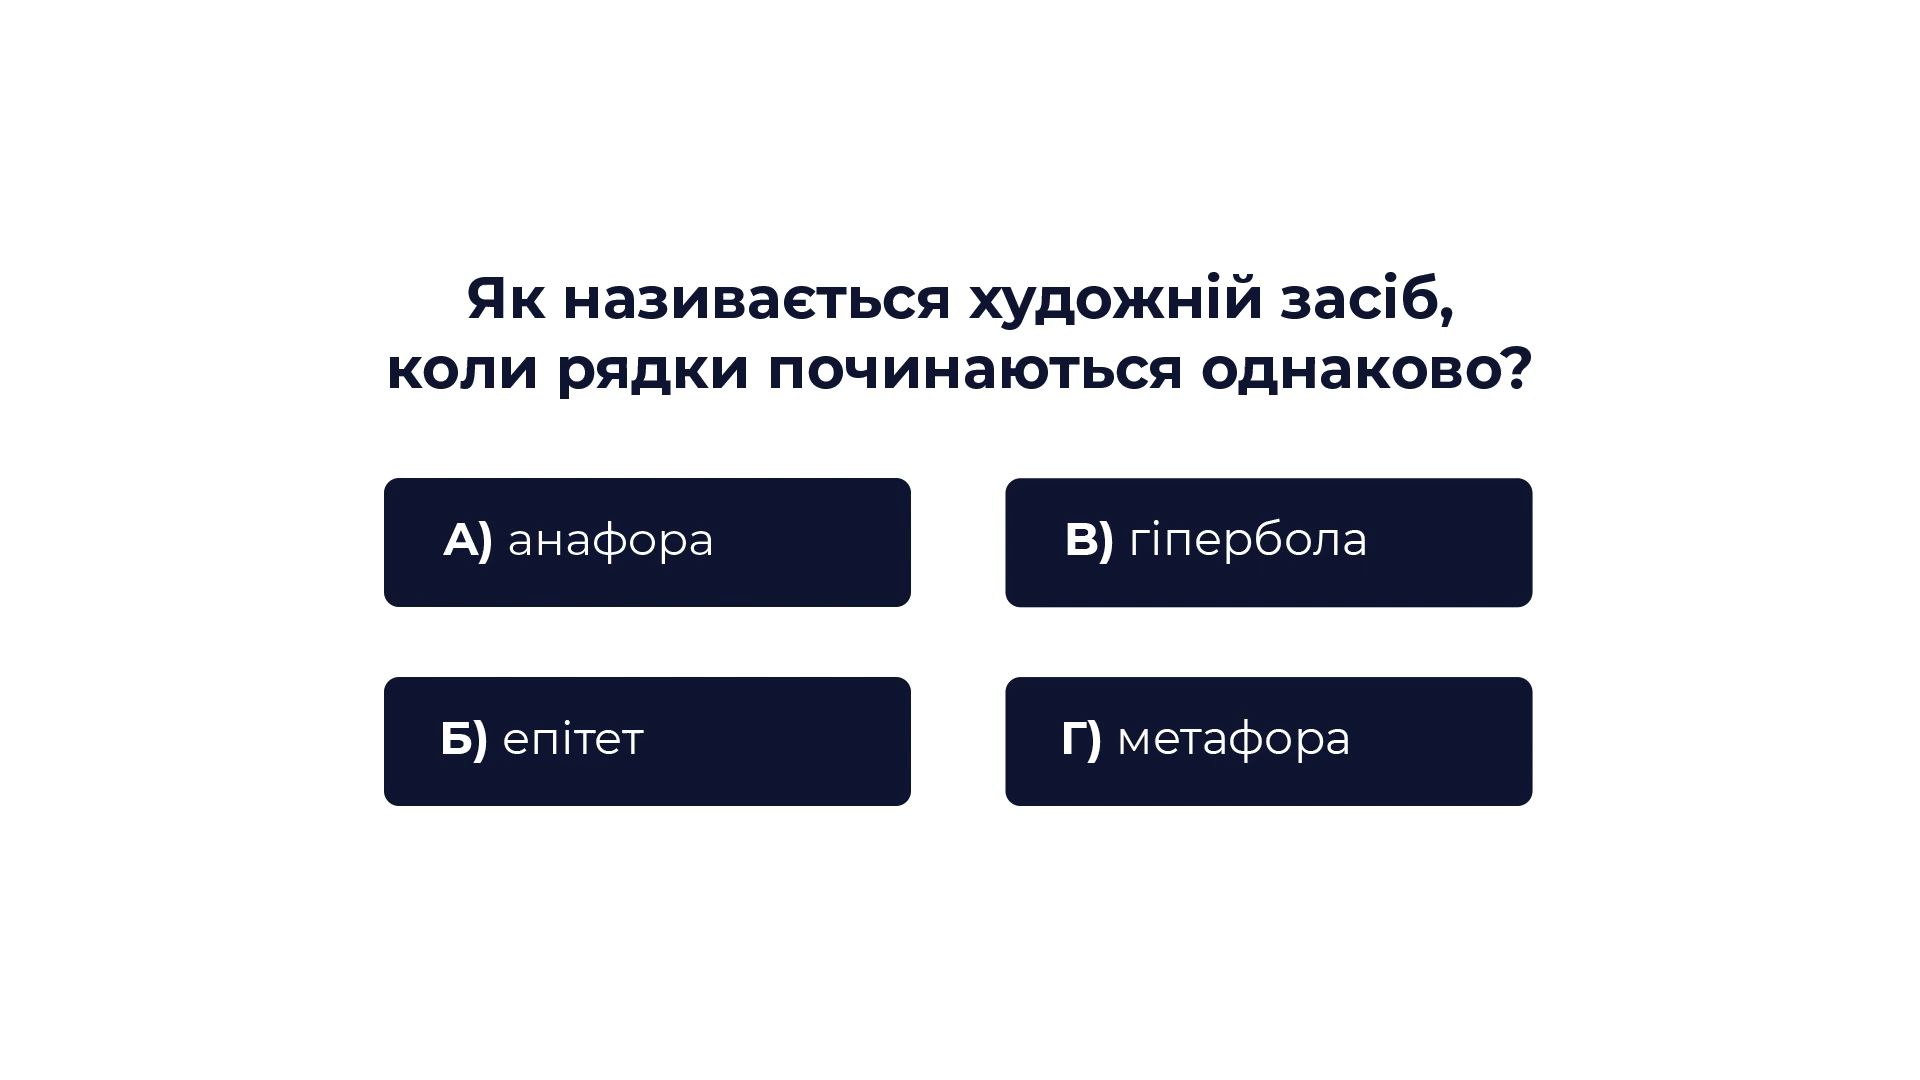 Як називається художній засіб,
коли рядки починаються однаково?
А) анафора
В) гіпербола
Б) епітет
Г) метафора